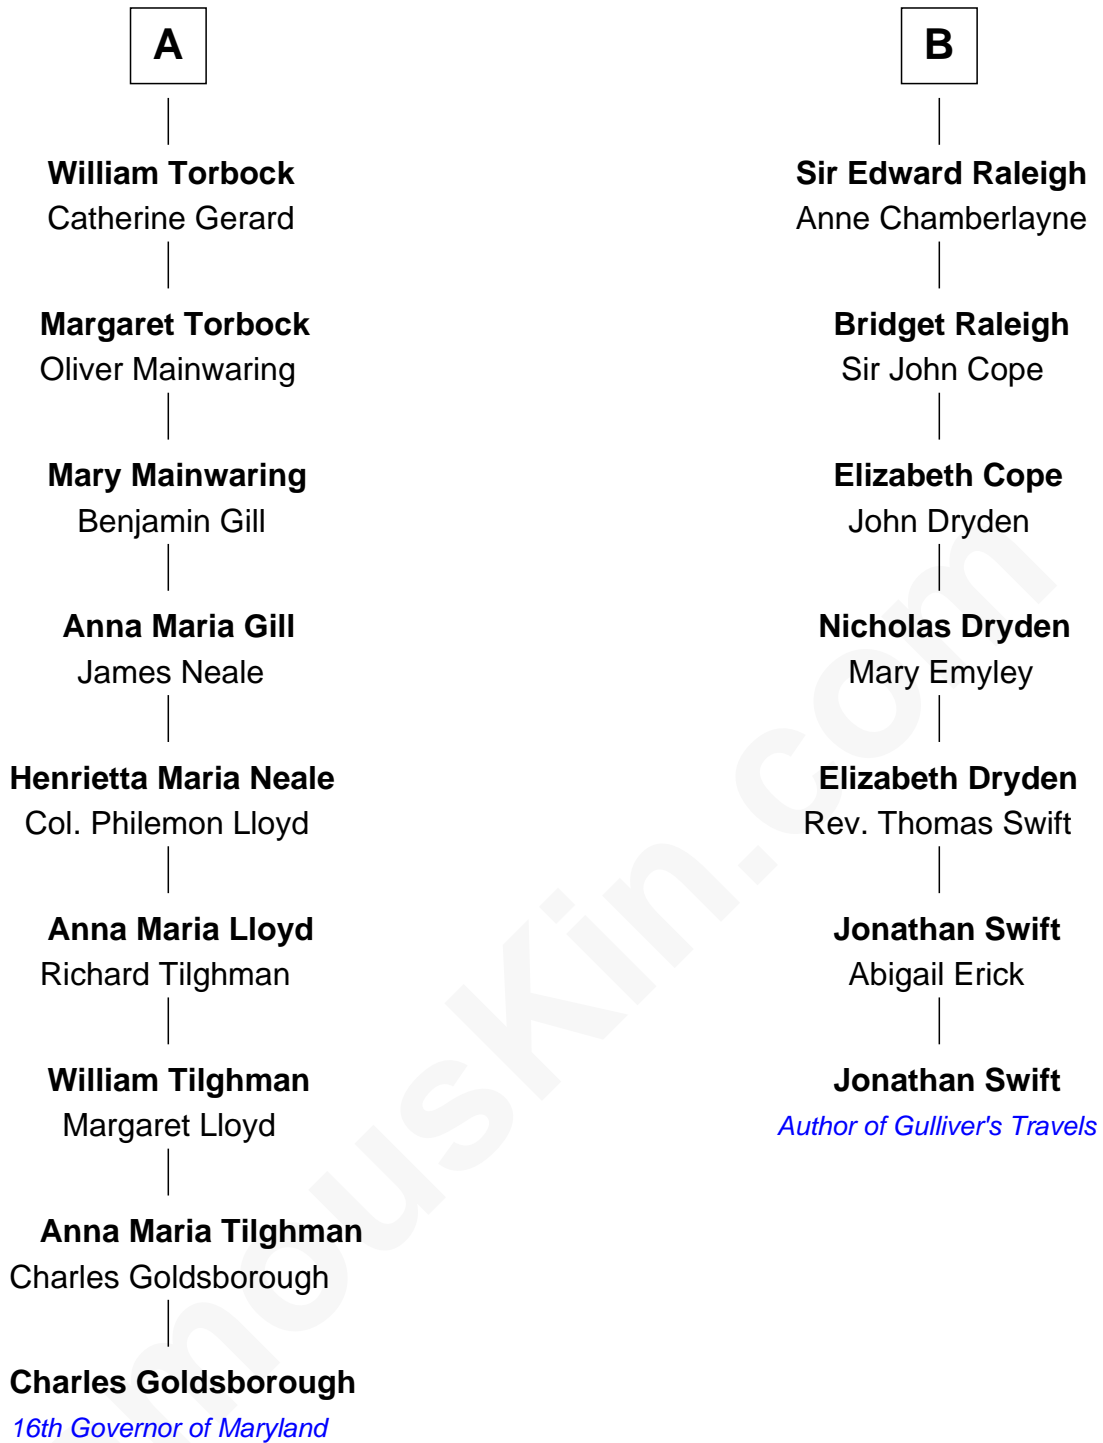 A
William Torbock
Catherine Gerard
Margaret Torbock
Oliver Mainwaring
Mary Mainwaring
Benjamin Gill
Anna Maria Gill
James Neale
Henrietta Maria Neale
Col. Philemon Lloyd
Anna Maria Lloyd
Richard Tilghman
William Tilghman
Margaret Lloyd
Anna Maria Tilghman
Charles Goldsborough
Charles Goldsborough
16th Governor of Maryland
B
Sir Edward Raleigh
Anne Chamberlayne
Bridget Raleigh
Sir John Cope
Elizabeth Cope
John Dryden
Nicholas Dryden
Mary Emyley
Elizabeth Dryden
Rev. Thomas Swift
Jonathan Swift
Abigail Erick
Jonathan Swift
Author of Gulliver's Travels
mousKin.com